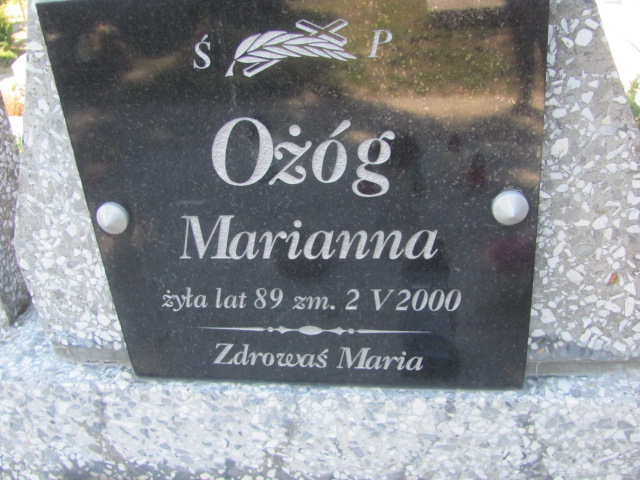 Ś P
Ożóg
Marianna
żyła lat 89 zm. 2 V 2000
Zdrowaś Maria